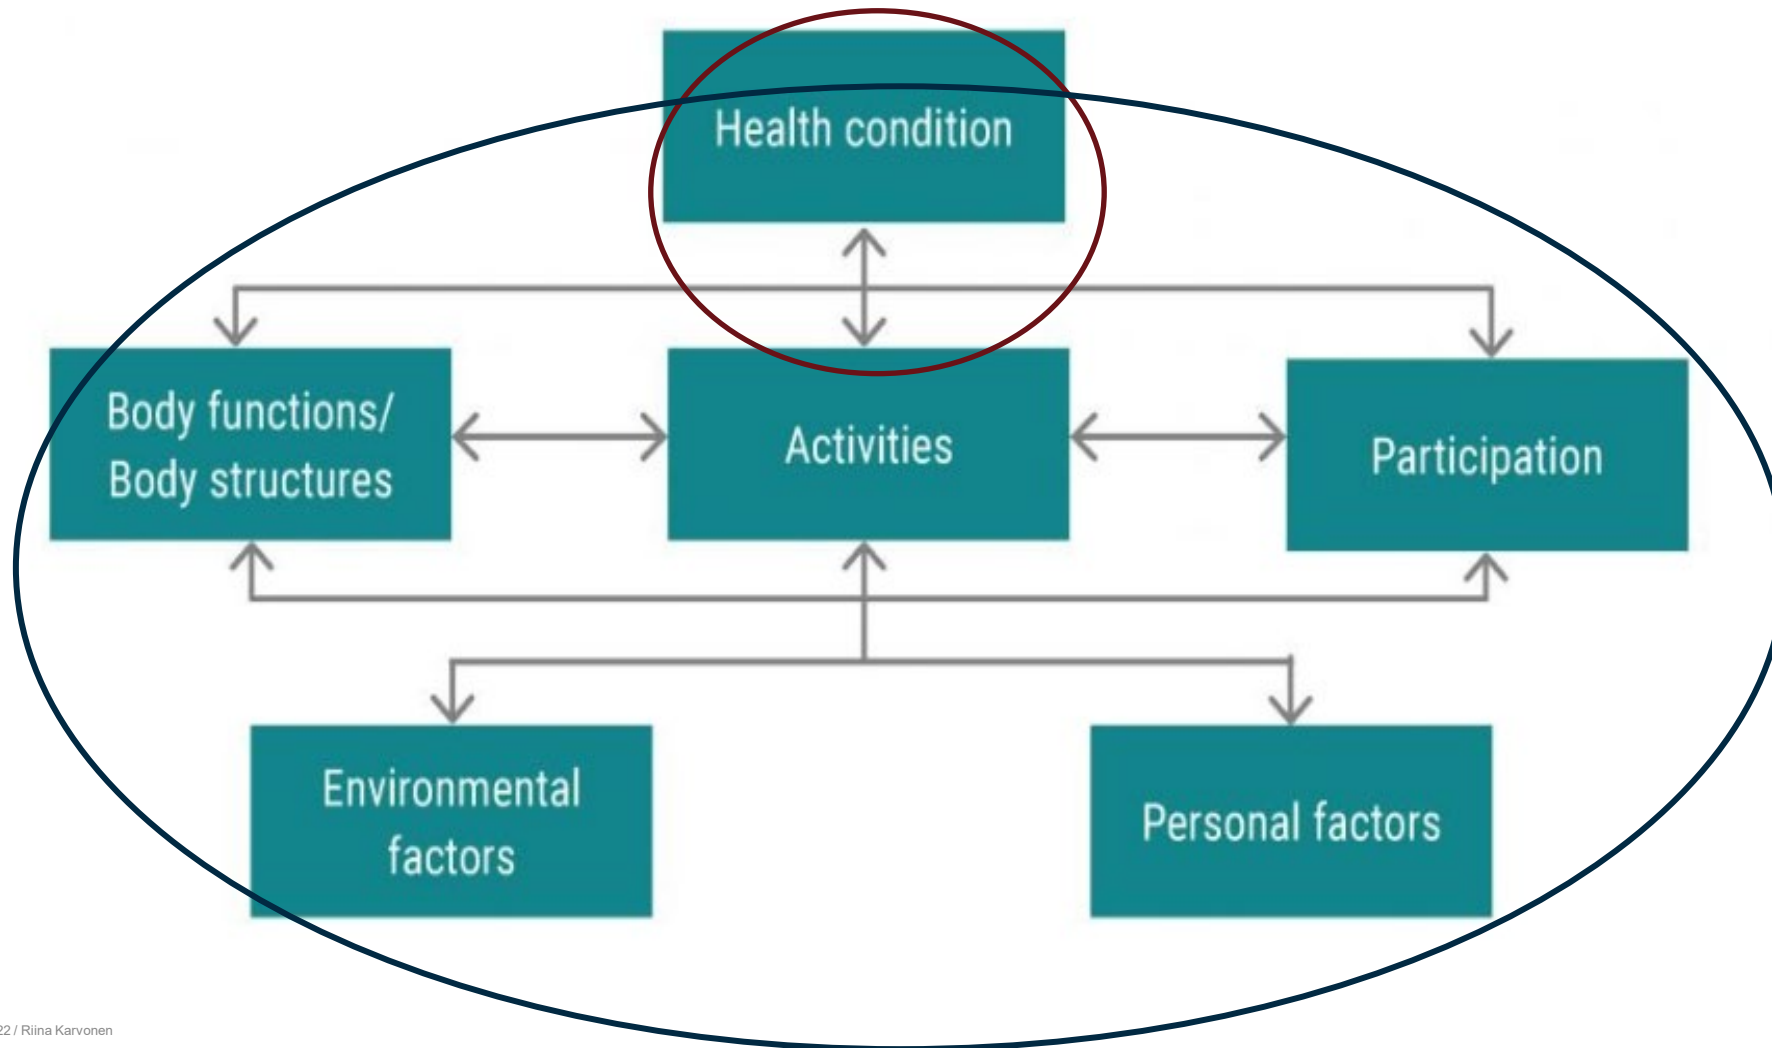 Health condition
Body functions/
Body structures
Activities
Participation
Environmental
factors
Personal factors
22 / Riina Karvonen